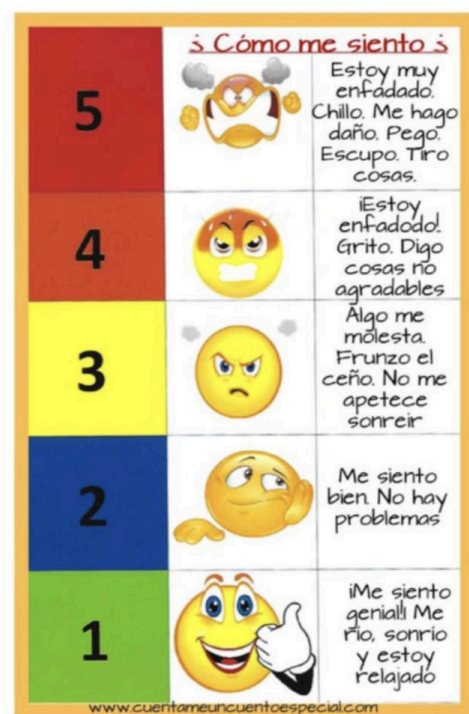 ¿ Cómo me siento ¿
5
Estoy muy
enfadado.
Chillo. Me hago
daño. Pego.
Escupo. Tiro
cosas.
4
¡Estoy
enfadodo!.
Grito. Digo
cosas no
agradables
3
Algo me
molesta.
Frunzo el
ceño. No me
apetece
sonreir
2
Me siento
bien. No hay
problemas
1
¡Me siento
genial!¡ Me
río, sonrío
y estoy
relajado
www.cuentameuncuentoespecial.com